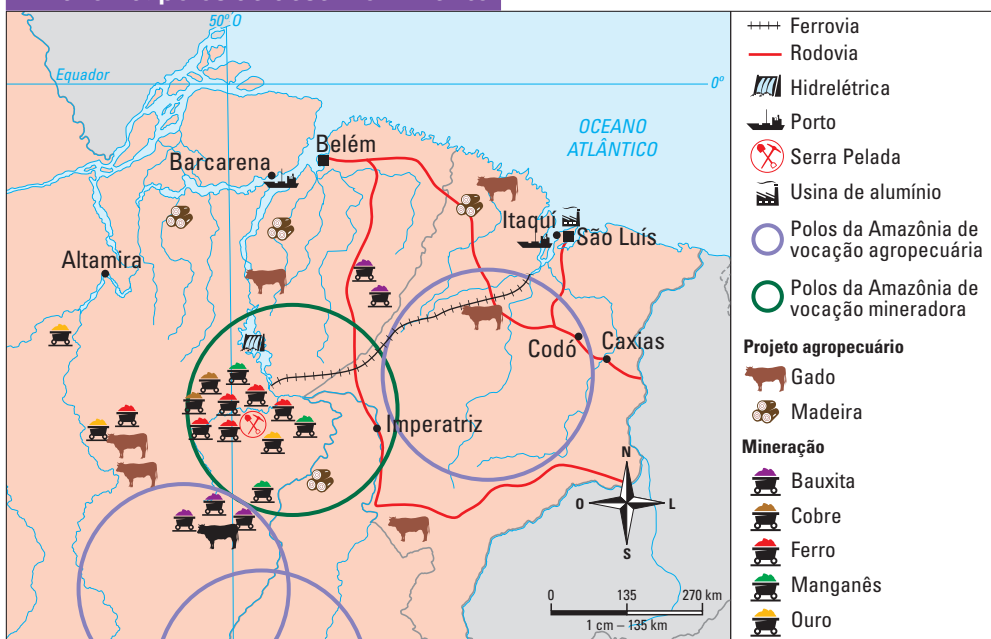 50° O
Equador
0°
OCEANO
ATLÂNTICO
Belém
Barcarena
Itaquí
São Luís
Altamira
Codó
Caxias
Imperatriz
N
O
L
S
0
135
270 km
1 cm – 135 km
Ferrovia
Rodovia
Hidrelétrica
Porto
Serra Pelada
Usina de alumínio
Polos da Amazônia de
vocação agropecuária
Polos da Amazônia de
vocação mineradora
Projeto agropecuário
Gado
Madeira
Mineração
Bauxita
Cobre
Ferro
Manganês
Ouro